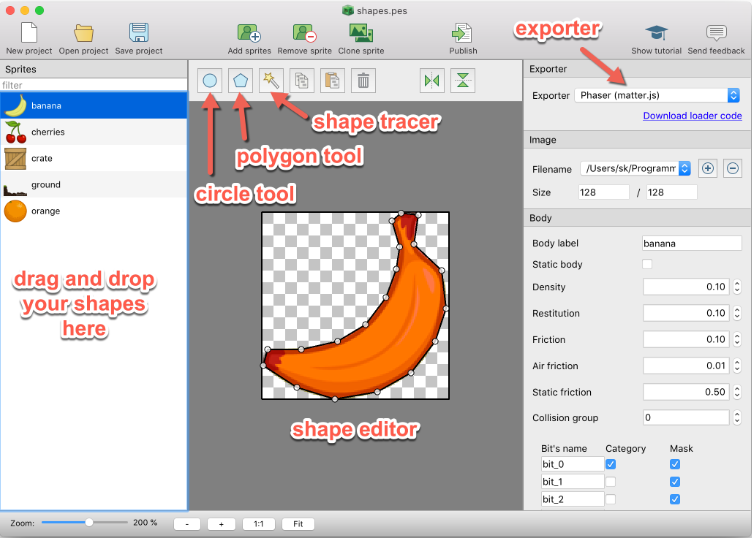 shapes.pes
exporter
New project Open project Save project Add sprites Remove sprite Clone sprite Publish Show tutorial Send feedback
Sprites
filter
banana
cherries
crate
ground
orange
drag and drop
your shapes
here
shape tracer
polygon tool
circle tool
shape editor
Exporter
Exporter Phaser (matter.js)
Download loader code
Image
Filename /Users/sk/Programm
Size 128 / 128
Body
Body label banana
Static body
Density 0.10
Restitution 0.10
Friction 0.10
Air friction 0.01
Static friction 0.50
Collision group 0
Bit's name Category Mask
bit_0
bit_1
bit_2
Zoom: 200 % - + 1:1 Fit